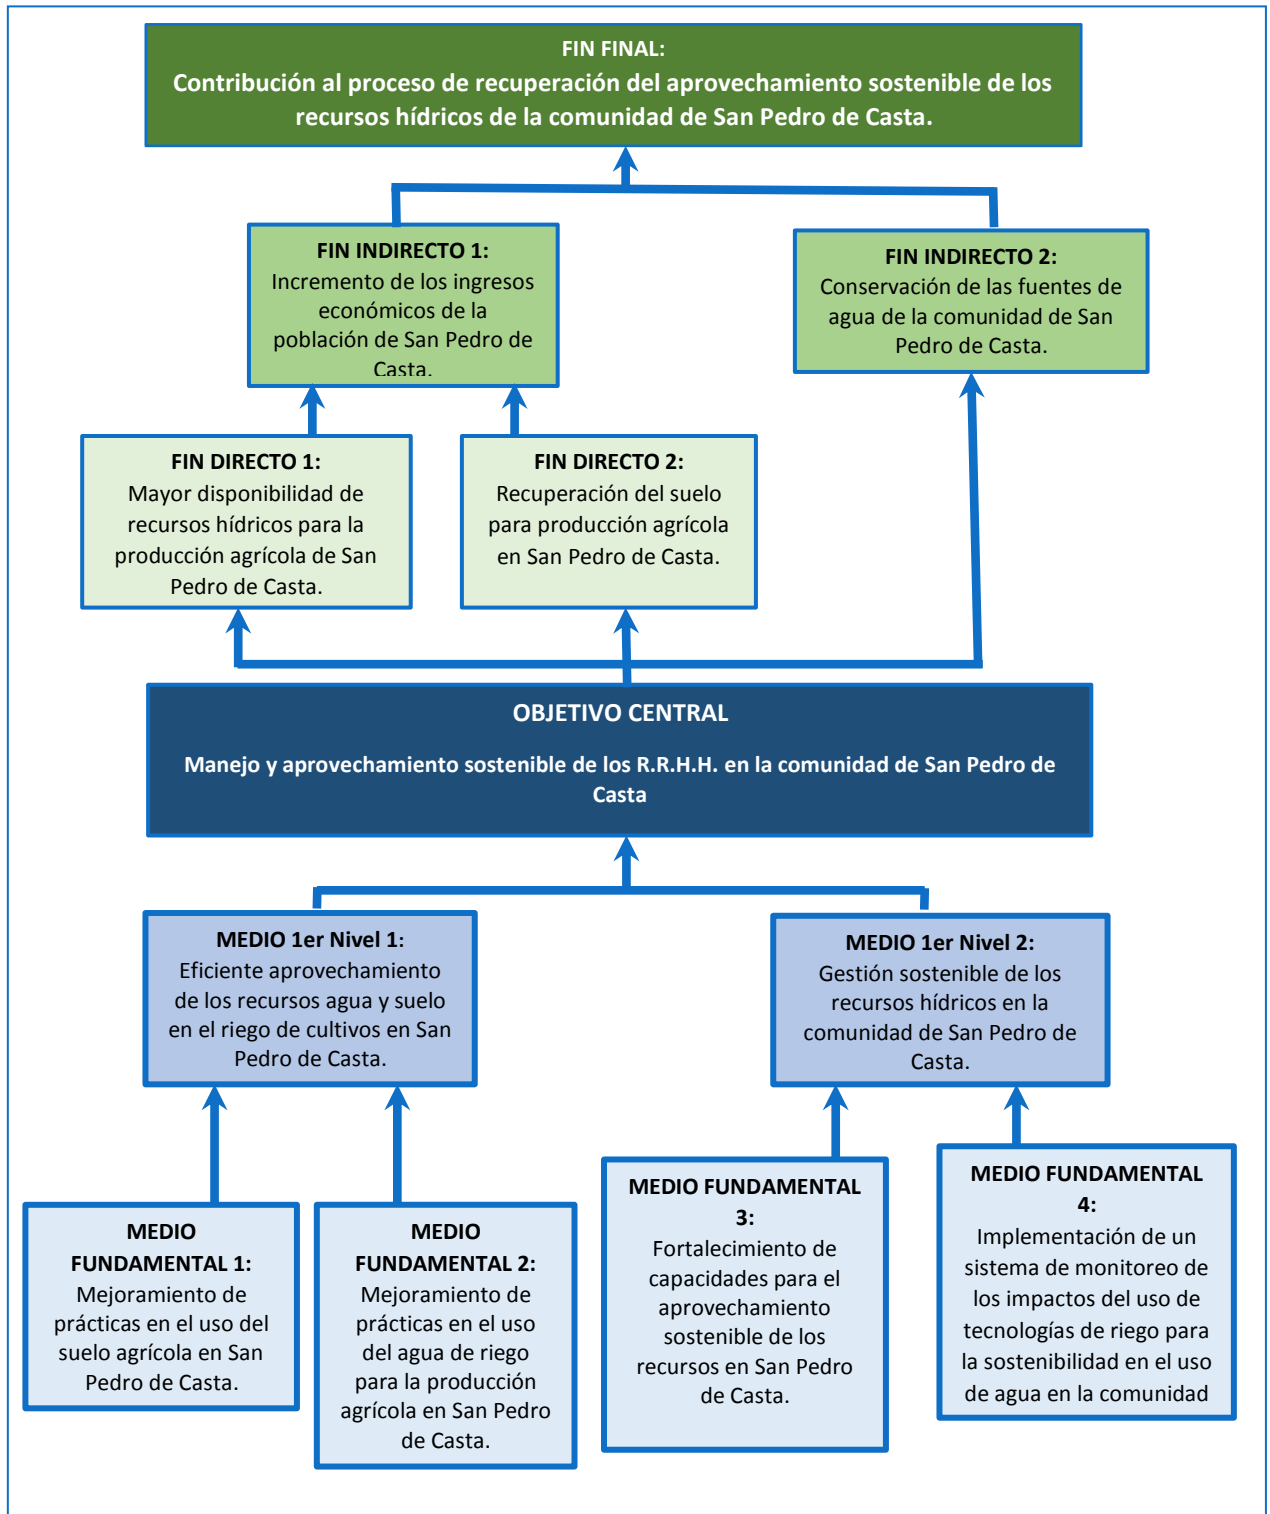 FIN FINAL:
Contribución al proceso de recuperación del aprovechamiento sostenible de los
recursos hídricos de la comunidad de San Pedro de Casta.
FIN INDIRECTO 1:
Incremento de los ingresos
económicos de la
población de San Pedro de
Casta.
FIN INDIRECTO 2:
Conservación de las fuentes de
agua de la comunidad de San
Pedro de Casta.
FIN DIRECTO 1:
Mayor disponibilidad de
recursos hídricos para la
producción agrícola de San
Pedro de Casta.
FIN DIRECTO 2:
Recuperación del suelo
para producción agrícola
en San Pedro de Casta.
OBJETIVO CENTRAL
Manejo y aprovechamiento sostenible de los R.R.H.H. en la comunidad de San Pedro de
Casta
MEDIO 1er Nivel 1:
Eficiente aprovechamiento
de los recursos agua y suelo
en el riego de cultivos en San
Pedro de Casta.
MEDIO 1er Nivel 2:
Gestión sostenible de los
recursos hídricos en la
comunidad de San Pedro de
Casta.
MEDIO
FUNDAMENTAL 1:
Mejoramiento de
prácticas en el uso del
suelo agrícola en San
Pedro de Casta.
MEDIO
FUNDAMENTAL 2:
Mejoramiento de
prácticas en el uso
del agua de riego
para la producción
agrícola en San Pedro
de Casta.
MEDIO FUNDAMENTAL
3:
Fortalecimiento de
capacidades para el
aprovechamiento
sostenible de los
recursos en San Pedro
de Casta.
MEDIO FUNDAMENTAL
4:
Implementación de un
sistema de monitoreo de
los impactos del uso de
tecnologías de riego para
la sostenibilidad en el uso
de agua en la comunidad